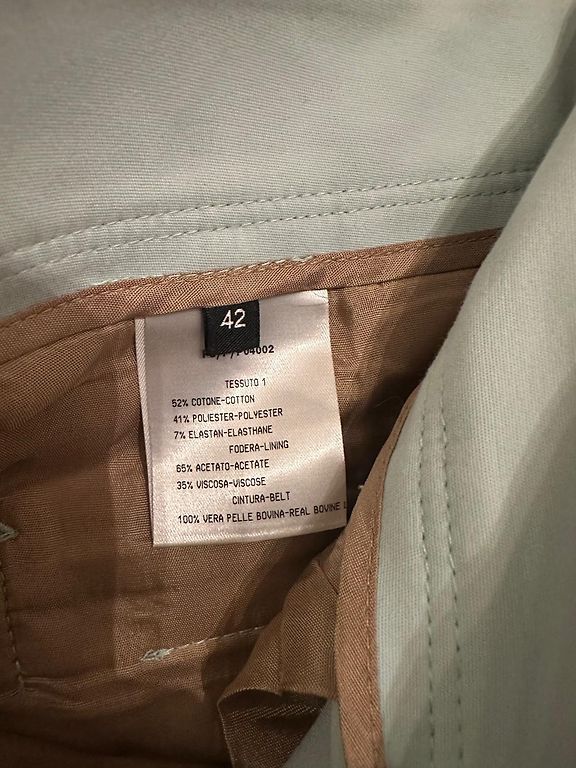 42
TESSUTO 1
52% COTONE-COTTON
41% POLIESTER-POLYESTER
7% ELASTAN-ELASTHANE
FODERA-LINING
65% ACETATO-ACETATE
35% VISCOSA-VISCOSE
CINTURA-BELT
100% VERA PELLE BOVINA-REAL BOVINE